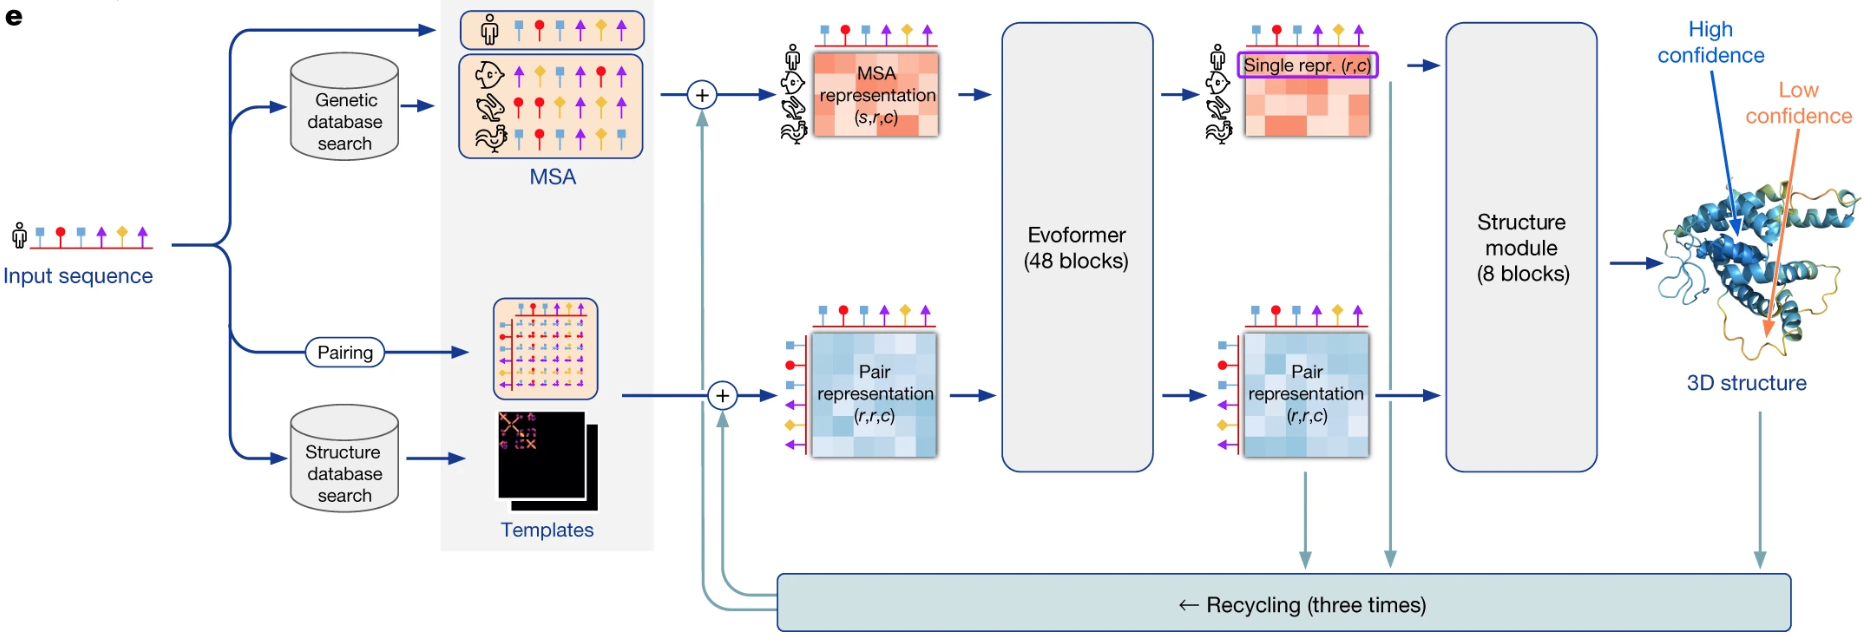 e
Input sequence
Genetic
database
search
MSA
Pairing
Structure
database
search
Templates
+
+
MSA
representation
(s,r,c)
Pair
representation
(r,r,c)
Evoformer
(48 blocks)
Single repr. (r,c)
Pair
representation
(r,r,c)
Structure
module
(8 blocks)
High
confidence
Low
confidence
3D structure
← Recycling (three times)